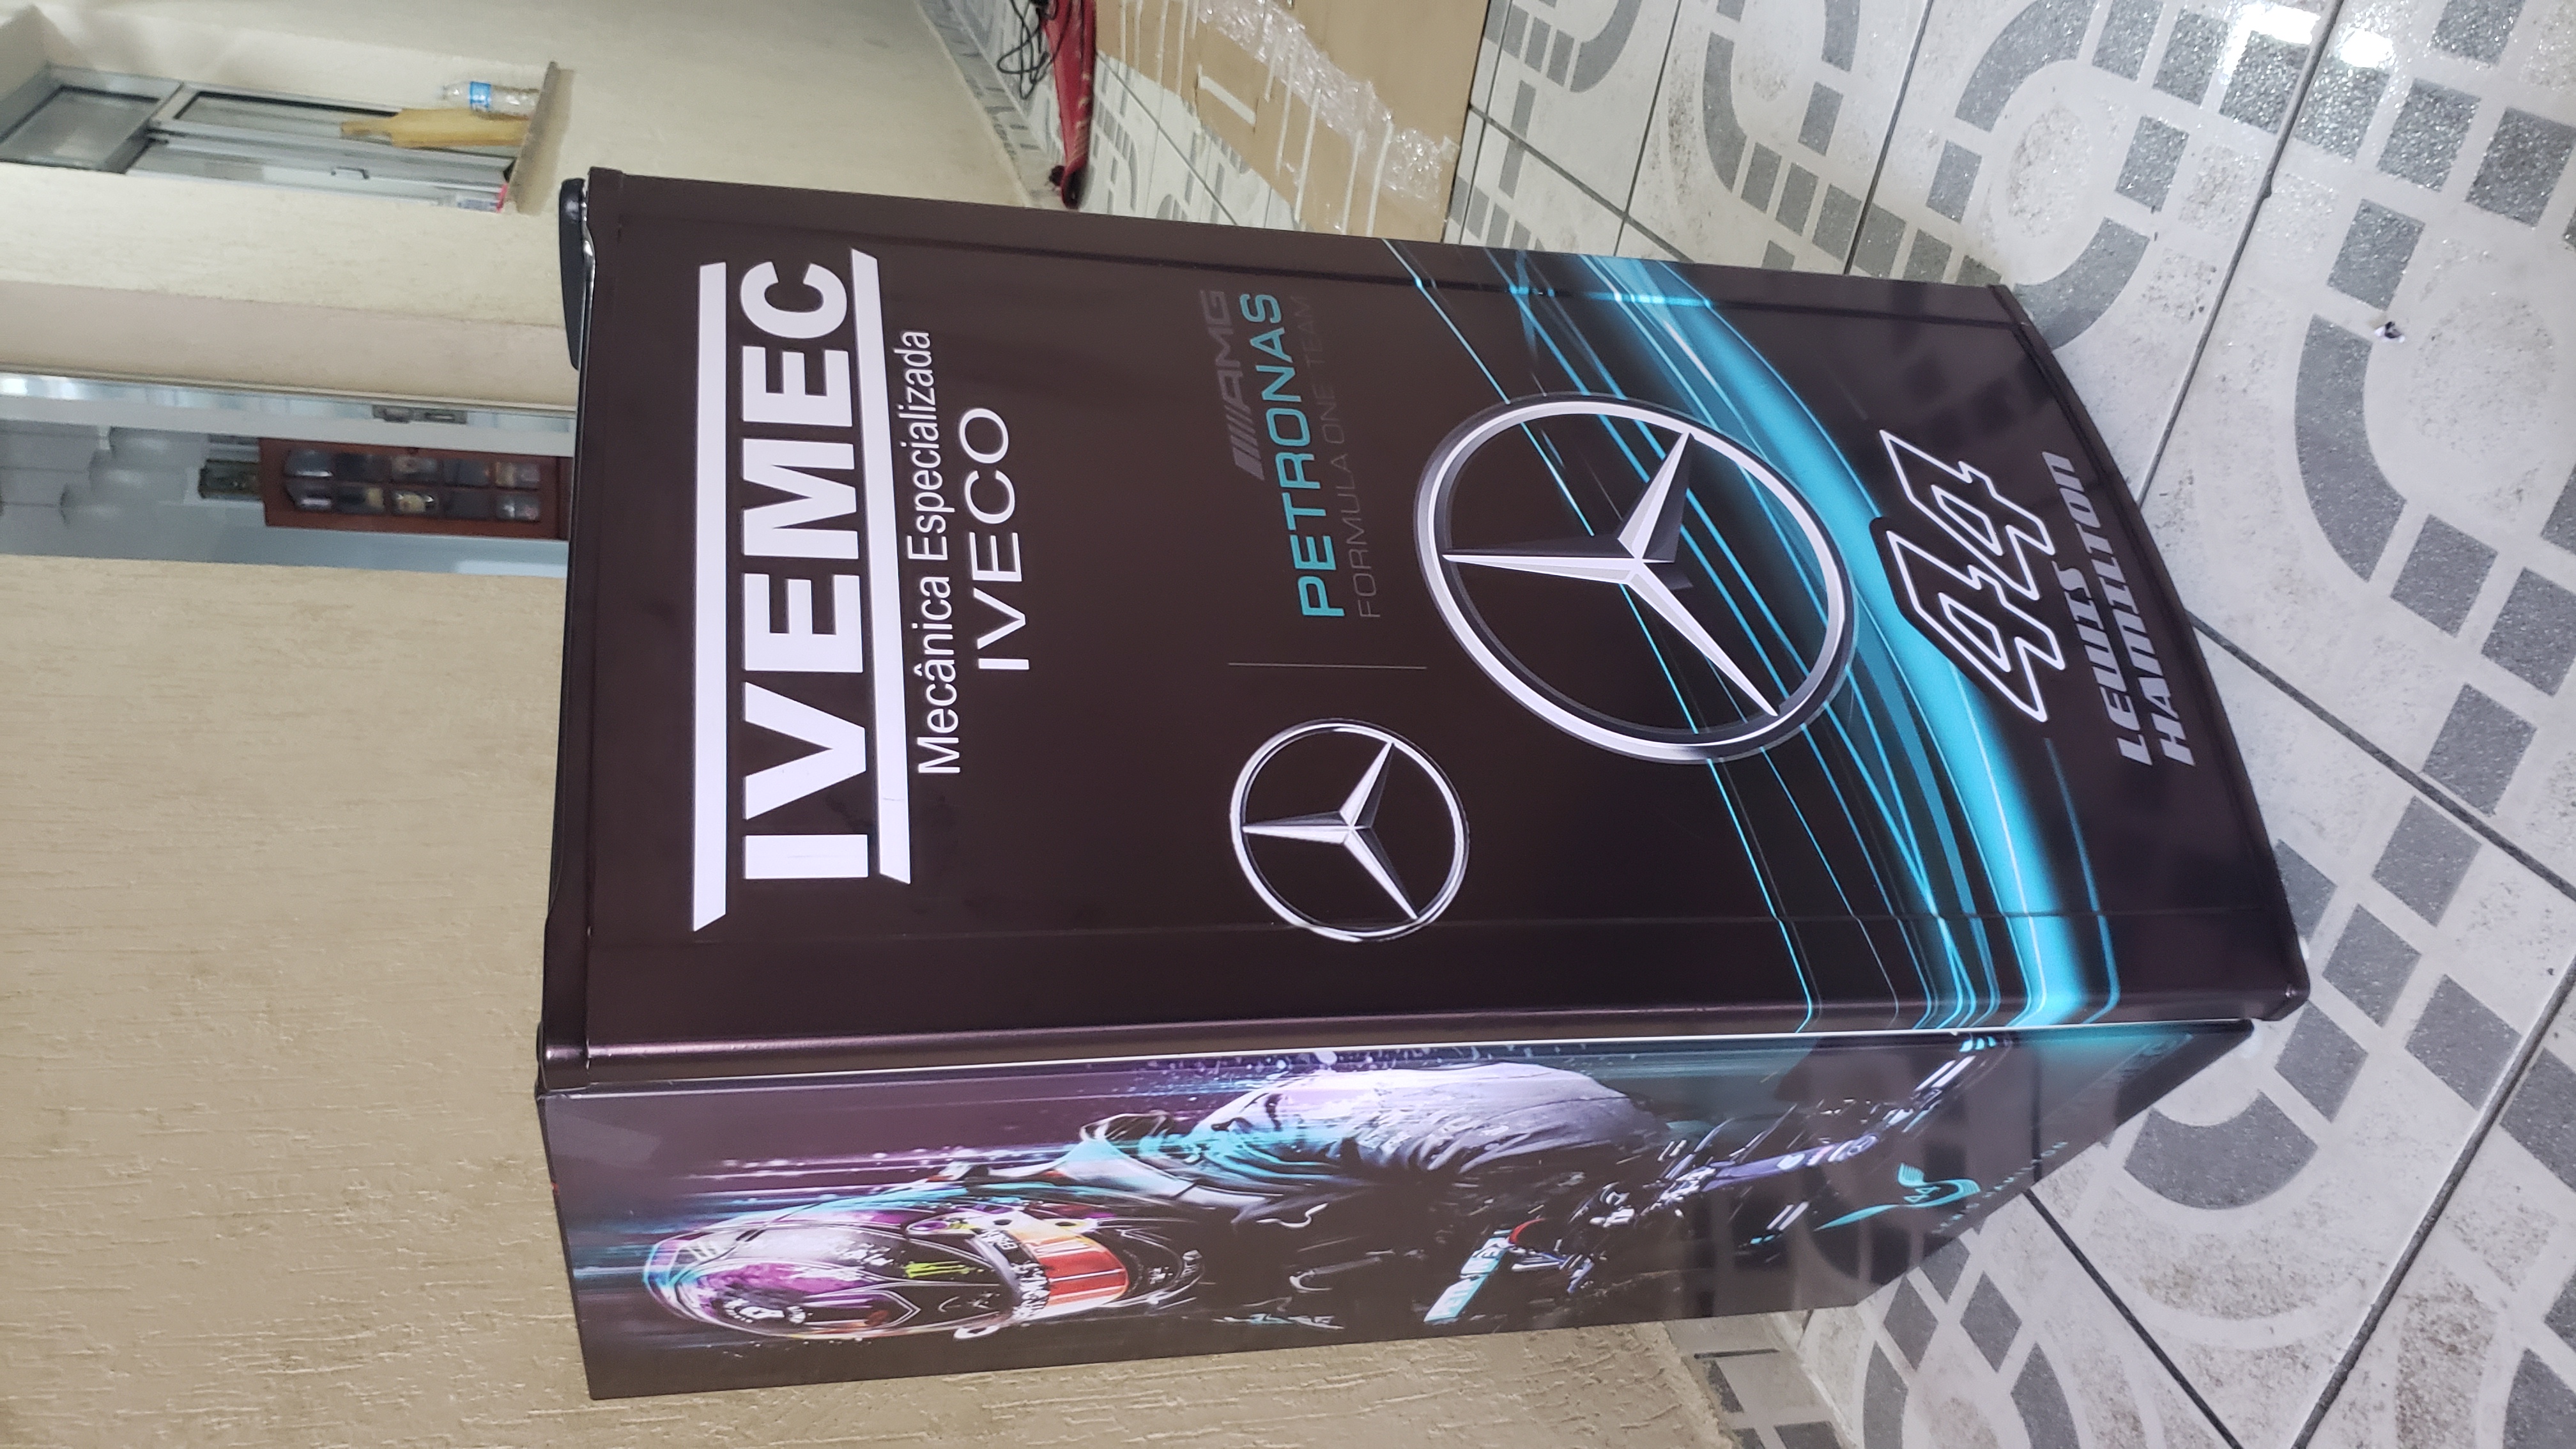 IVEMEC
Mecânica Especializada
IVECO
AMG
PETRONAS
FORMULA ONE TEAM
44
LEWIS
HAMILTON